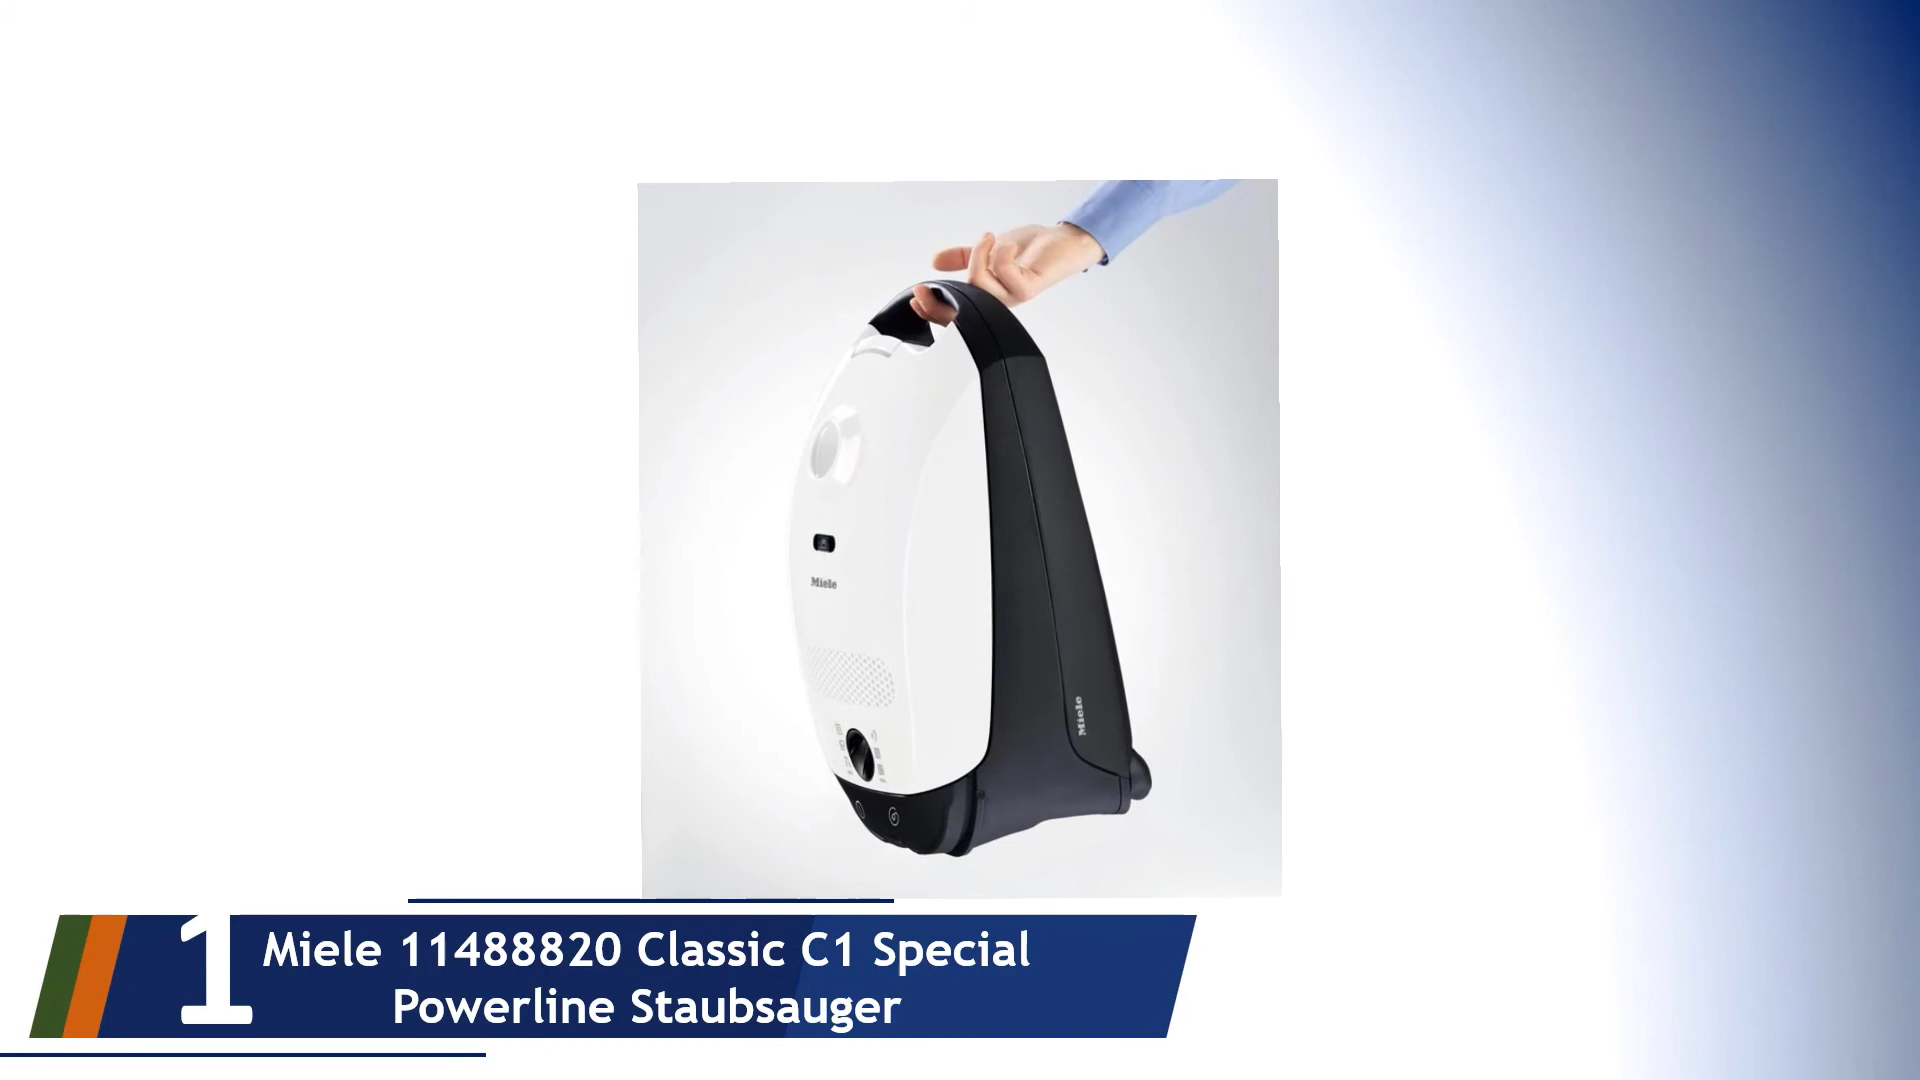 Miele
Miele
1
Miele 11488820 Classic C1 Special
Powerline Staubsauger